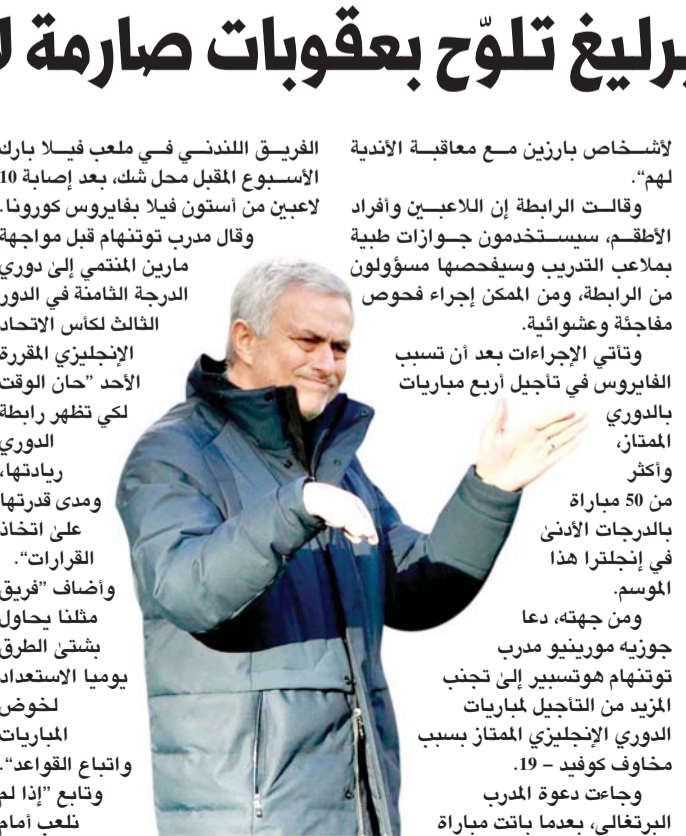 برليغ تلوّح بعقوبات صارمة لا
لأشخاص بارزين مع معاقبة الأندية
لهم“.
وقالت الرابطة إن اللاعبين وأفراد
الأطقم، سيستخدمون جوازات طبية
بملاعب التدريب وسيفحصها مسؤولون
من الرابطة، ومن الممكن إجراء فحوص
مفاجئة وعشوائية.
وتأتي الإجراءات بعد أن تسبب
الفايروس في تأجيل أربع مباريات
بالدوري
الممتاز،
وأكثر
من 50 مباراة
بالدرجات الأدنىٰ
في إنجلترا هذا
الموسم.
ومن جهته، دعا
جوزيه مورينيو مدرب
توتنهام هوتسبير إلىٰ تجنب
المزيد من التأجيل لمباريات
الدوري الإنجليزي الممتاز بسبب
مخاوف كوفيد – 19.
وجاءت دعوة المدرب
البرتغالي، بعدما باتت مباراة
الفريق اللندني في ملعب فيلا بارك
الأسبوع المقبل محل شك، بعد إصابة 10
لاعبين من أستون فيلا بفايروس كورونا.
وقال مدرب توتنهام قبل مواجهة
مارين المنتمي إلىٰ دوري
الدرجة الثامنة في الدور
الثالث لكأس الاتحاد
الإنجليزي المقررة
الأحد ”حان الوقت
لكي تظهر رابطة
الدوري
ريادتها،
ومدى قدرتها
علىٰ اتخاذ
القرارات“.
وأضاف ”فريق
مثلنا يحاول
بشتىٰ الطرق
يوميا الاستعداد
لخوض
المباريات
واتباع القواعد“.
وتابع ”إذا لم
نلعب أمام